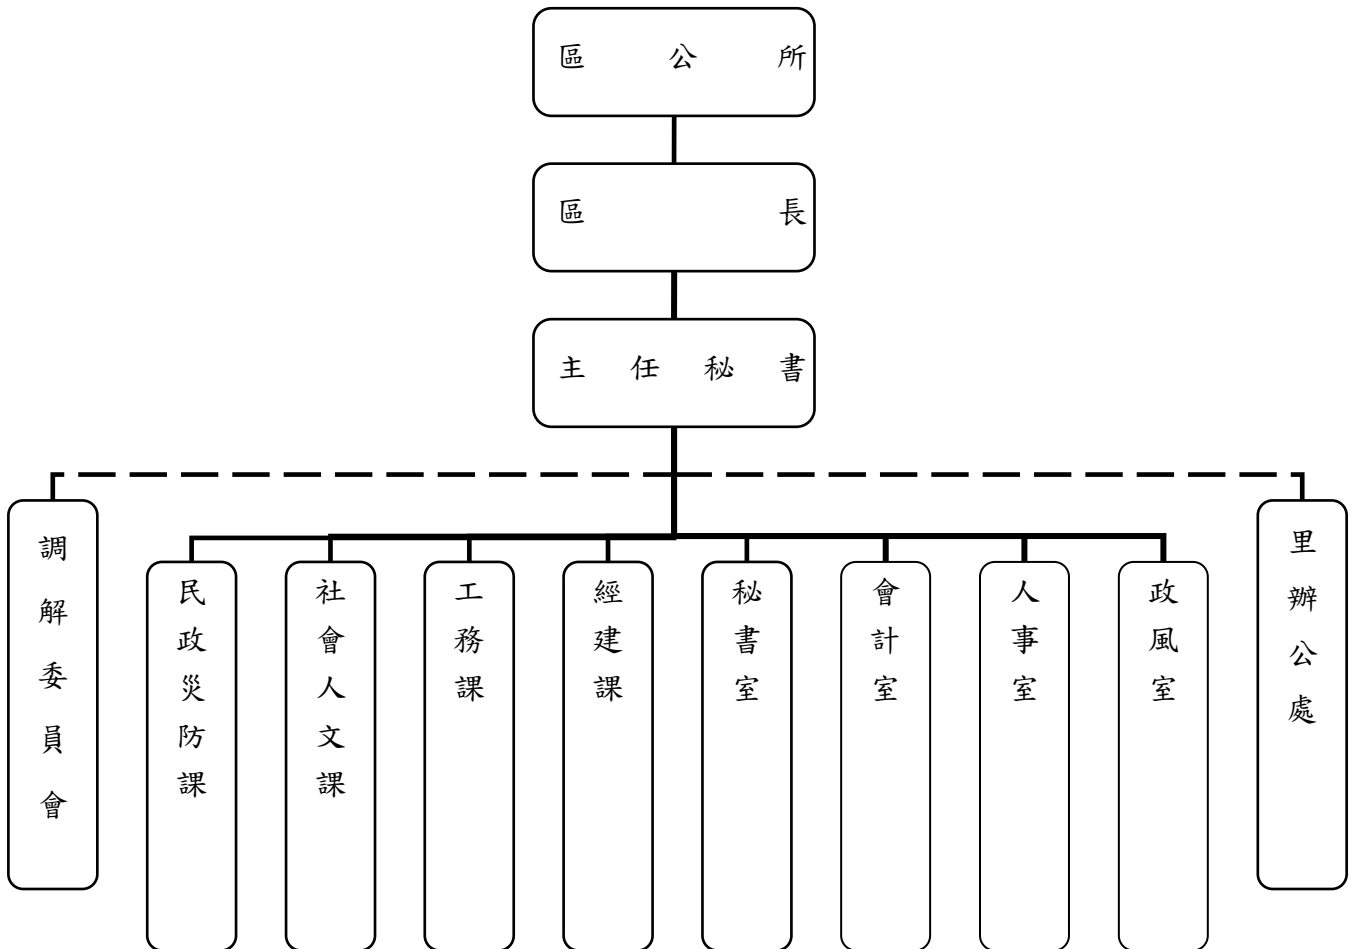 區公所
區長
主任秘書
調解委員會
民政災防課
社會人文課
工務課
經建課
秘書室
會計室
人事室
政風室
里辦公處